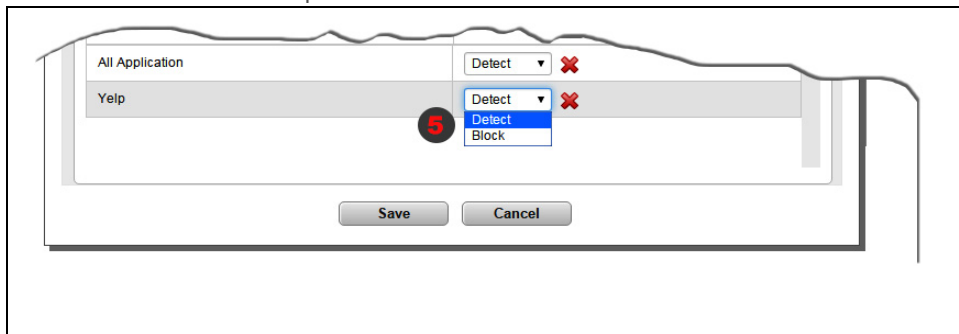 All Application Detect
Yelp Detect
5 Detect
Block
Save Cancel